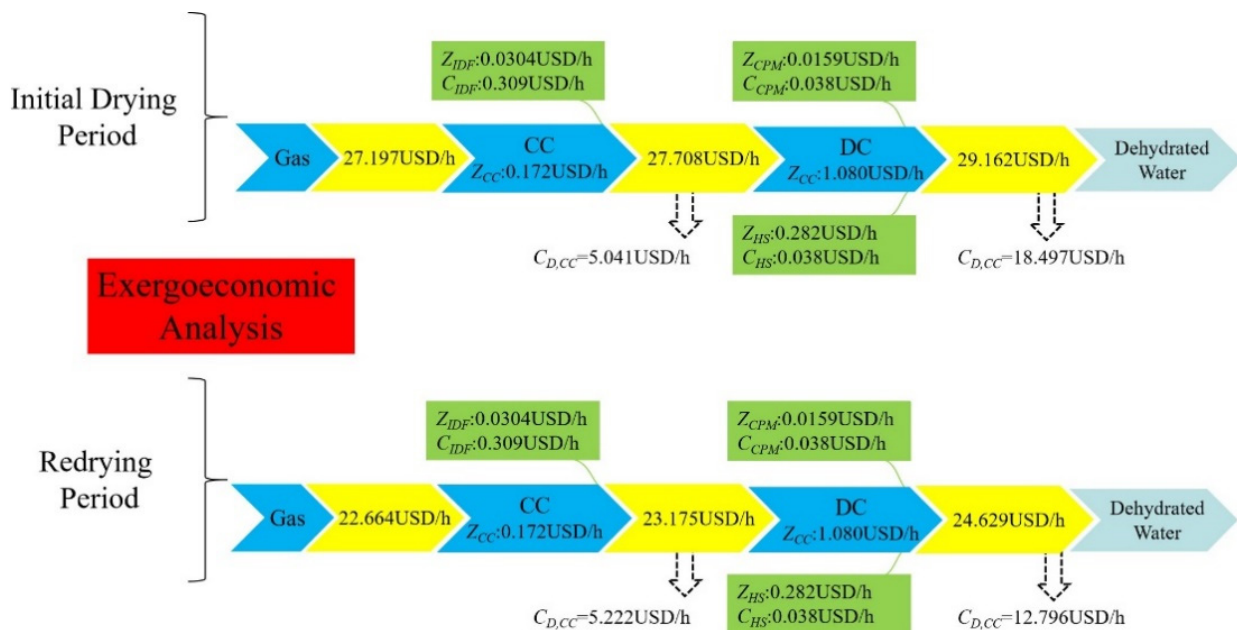 Initial Drying
Period
Z_IDF:0.0304USD/h
C_IDF:0.309USD/h
Z_CPM:0.0159USD/h
C_CPM:0.038USD/h
Gas
27.197USD/h
CC
Z_CC:0.172USD/h
27.708USD/h
DC
Z_CC:1.080USD/h
29.162USD/h
Dehydrated
Water
C_D,CC=5.041USD/h
Z_HS:0.282USD/h
C_HS:0.038USD/h
C_D,CC=18.497USD/h
Exergoeconomic
Analysis
Redrying
Period
Z_IDF:0.0304USD/h
C_IDF:0.309USD/h
Z_CPM:0.0159USD/h
C_CPM:0.038USD/h
Gas
22.664USD/h
CC
Z_CC:0.172USD/h
23.175USD/h
DC
Z_CC:1.080USD/h
24.629USD/h
Dehydrated
Water
C_D,CC=5.222USD/h
Z_HS:0.282USD/h
C_HS:0.038USD/h
C_D,CC=12.796USD/h